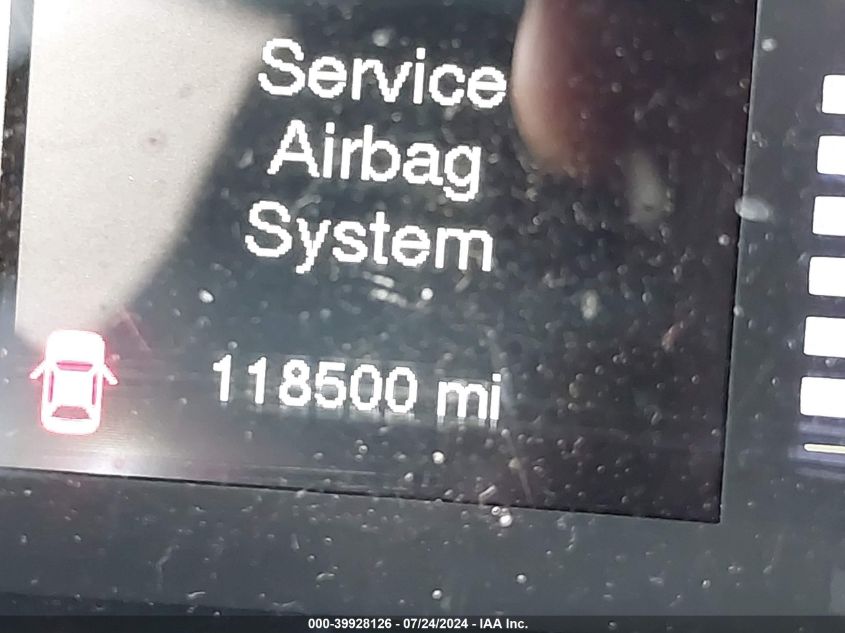 Service
Airbag
System
118500 mi
000-39928126 - 07/24/2024 - IAA Inc.